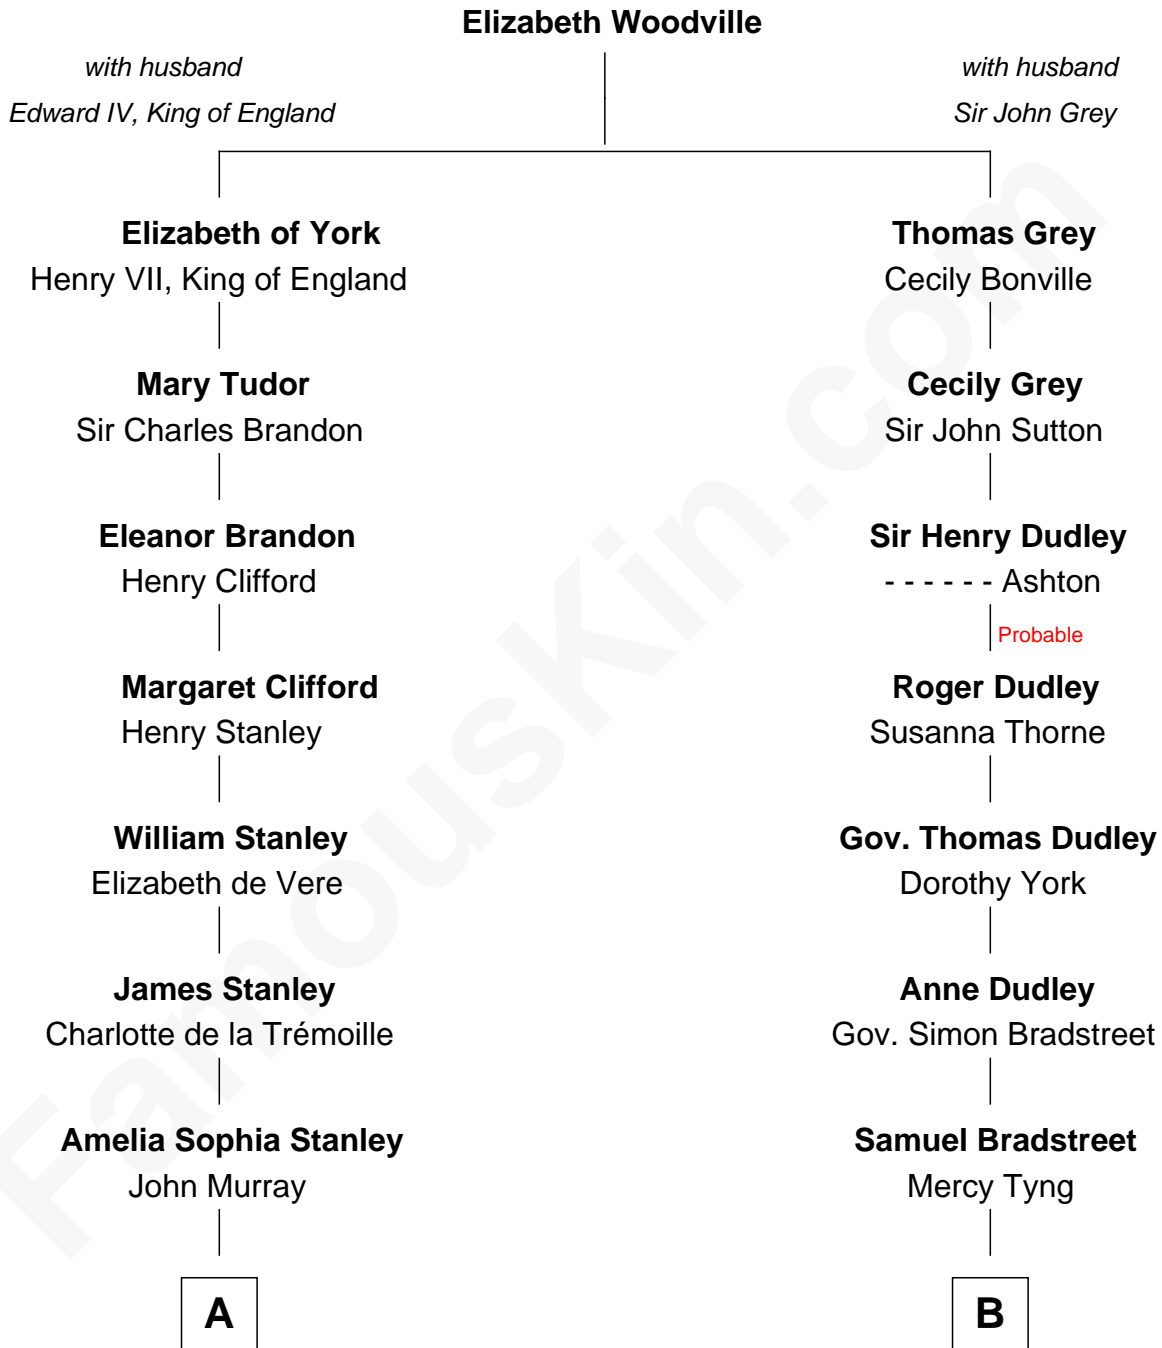 Elizabeth Woodville
with husband
Edward IV, King of England
with husband
Sir John Grey
Elizabeth of York
Henry VII, King of England
Thomas Grey
Cecily Bonville
Mary Tudor
Sir Charles Brandon
Cecily Grey
Sir John Sutton
Eleanor Brandon
Henry Clifford
Sir Henry Dudley
- - - - - - Ashton
Probable
Margaret Clifford
Henry Stanley
Roger Dudley
Susanna Thorne
William Stanley
Elizabeth de Vere
Gov. Thomas Dudley
Dorothy York
James Stanley
Charlotte de la Trémoille
Anne Dudley
Gov. Simon Bradstreet
Amelia Sophia Stanley
John Murray
Samuel Bradstreet
Mercy Tyng
A
B
FamousKin.com